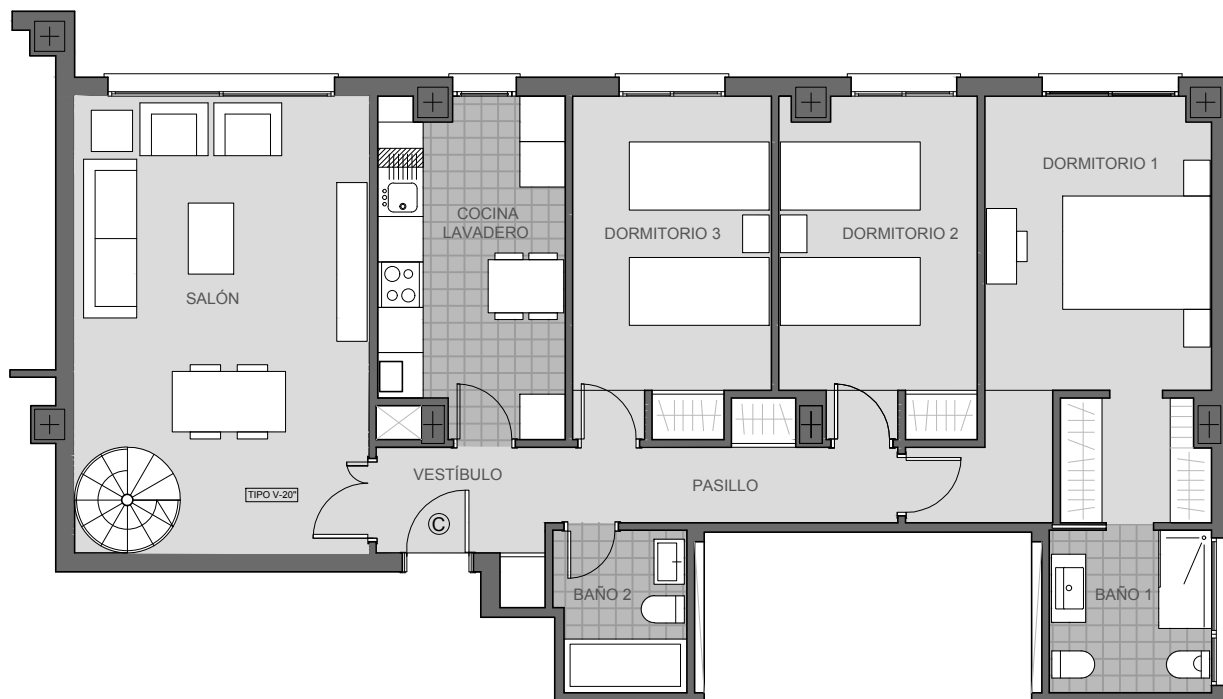 DORMITORIO 1
COCINA
LAVADERO
DORMITORIO 3
DORMITORIO 2
SALÓN
VESTÍBULO
PASILLO
TIPO V-20"
C
BAÑO 2
BAÑO 1